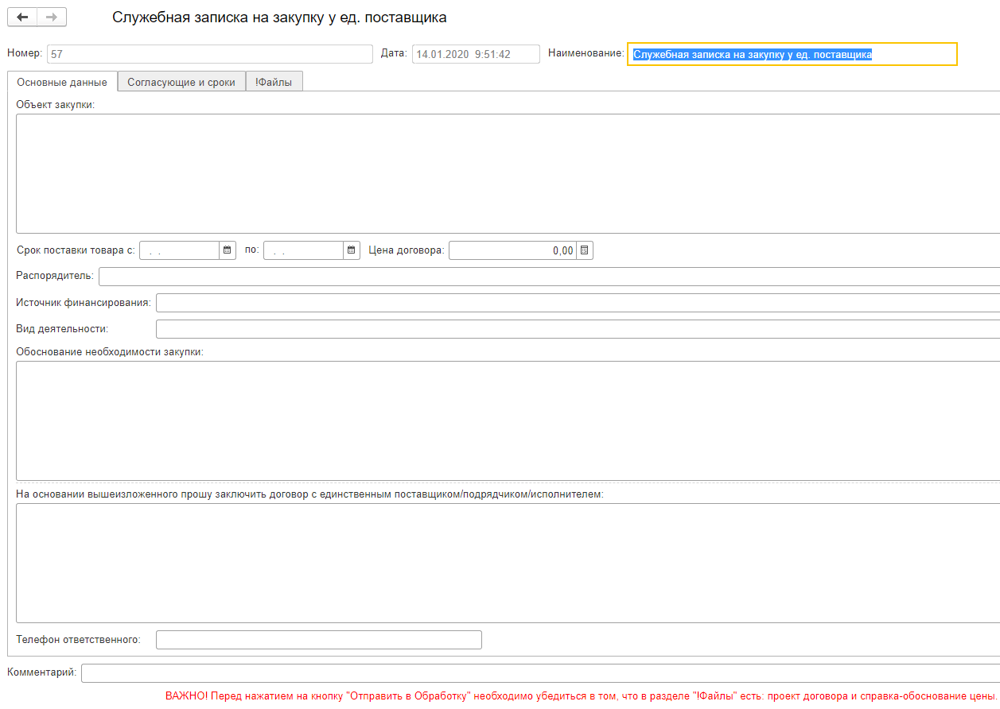 Служебная записка на закупку у ед. поставщика
Номер: 57 Дата: 14.01.2020 9:51:42 Наименование: Служебная записка на закупку у ед. поставщика
Основные данные Согласующие и сроки !Файлы
Объект закупки:
Срок поставки товара с: . . по: . . Цена договора: 0,00
Распорядитель:
Источник финансирования:
Вид деятельности:
Обоснование необходимости закупки:
На основании вышеизложенного прошу заключить договор с единственным поставщиком/подрядчиком/исполнителем:
Телефон ответственного:
Комментарий:
ВАЖНО! Перед нажатием на кнопку "Отправить в Обработку" необходимо убедиться в том, что в разделе "!Файлы" есть: проект договора и справка-обоснование цены